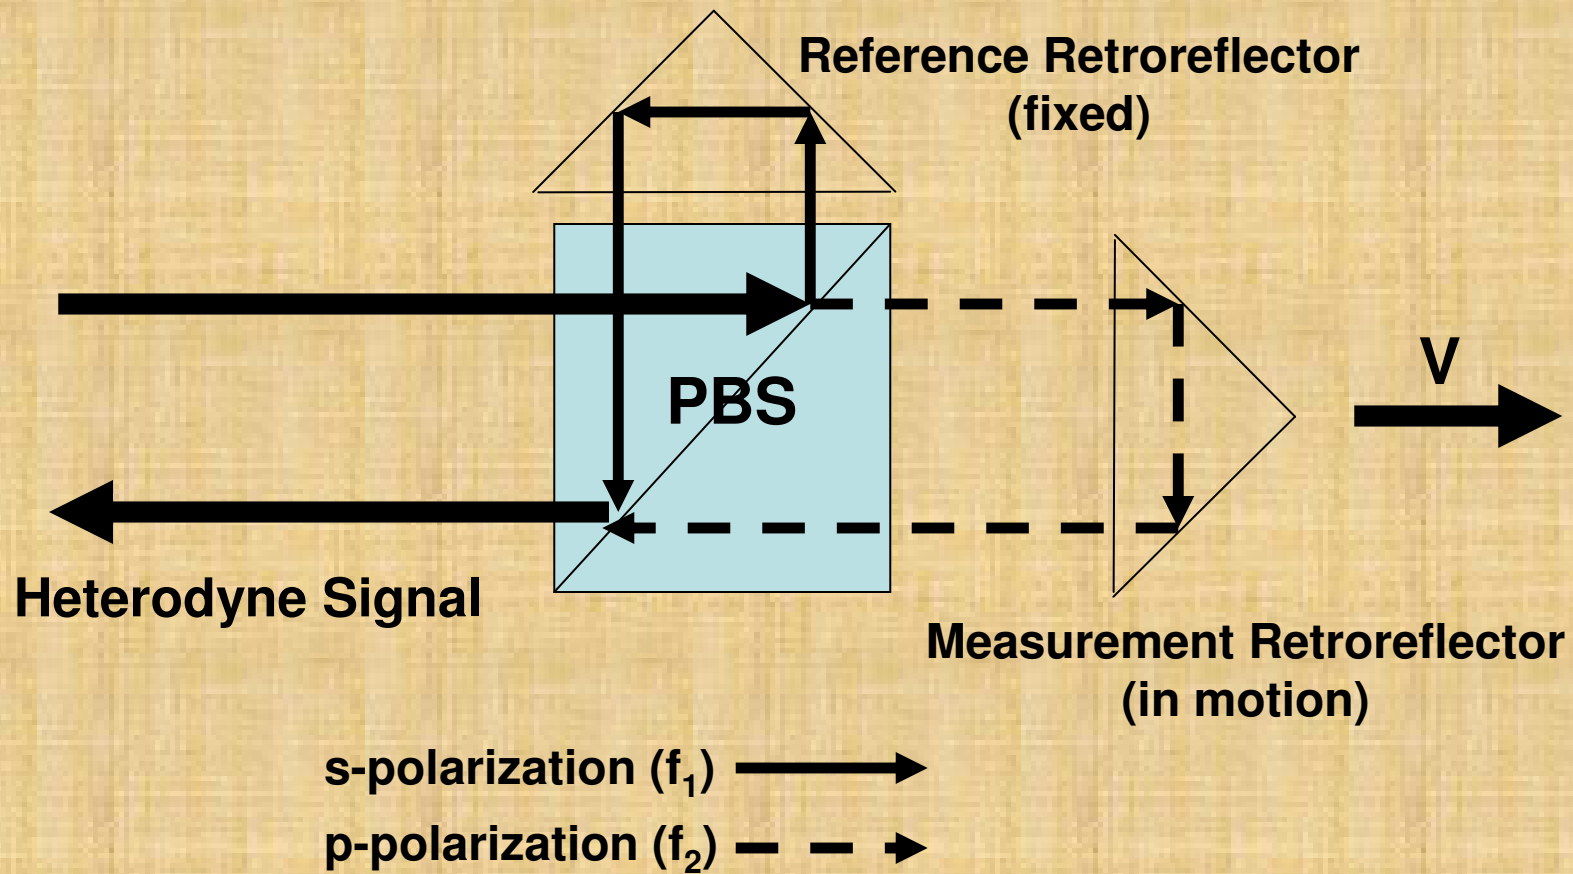 Reference Retroreflector
(fixed)
PBS
V
Heterodyne Signal
Measurement Retroreflector
(in motion)
s-polarization (f₁)
p-polarization (f₂)